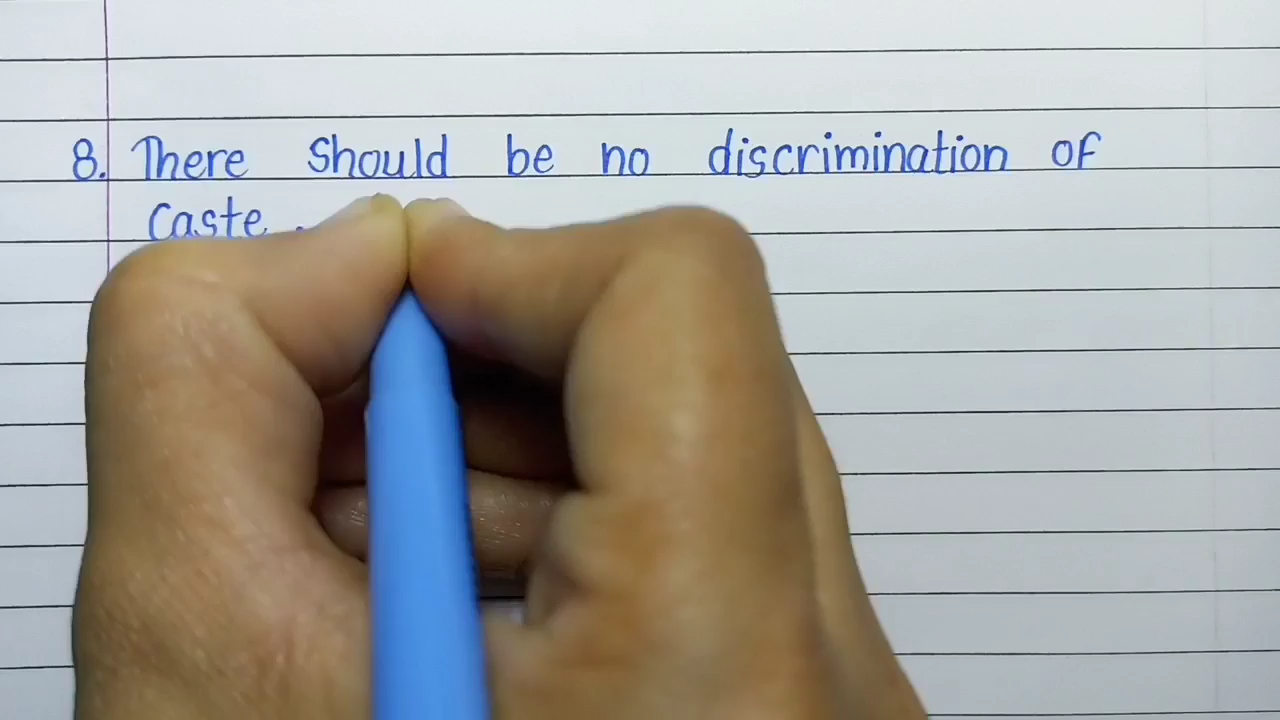 8. There should be no discrimination of
caste.